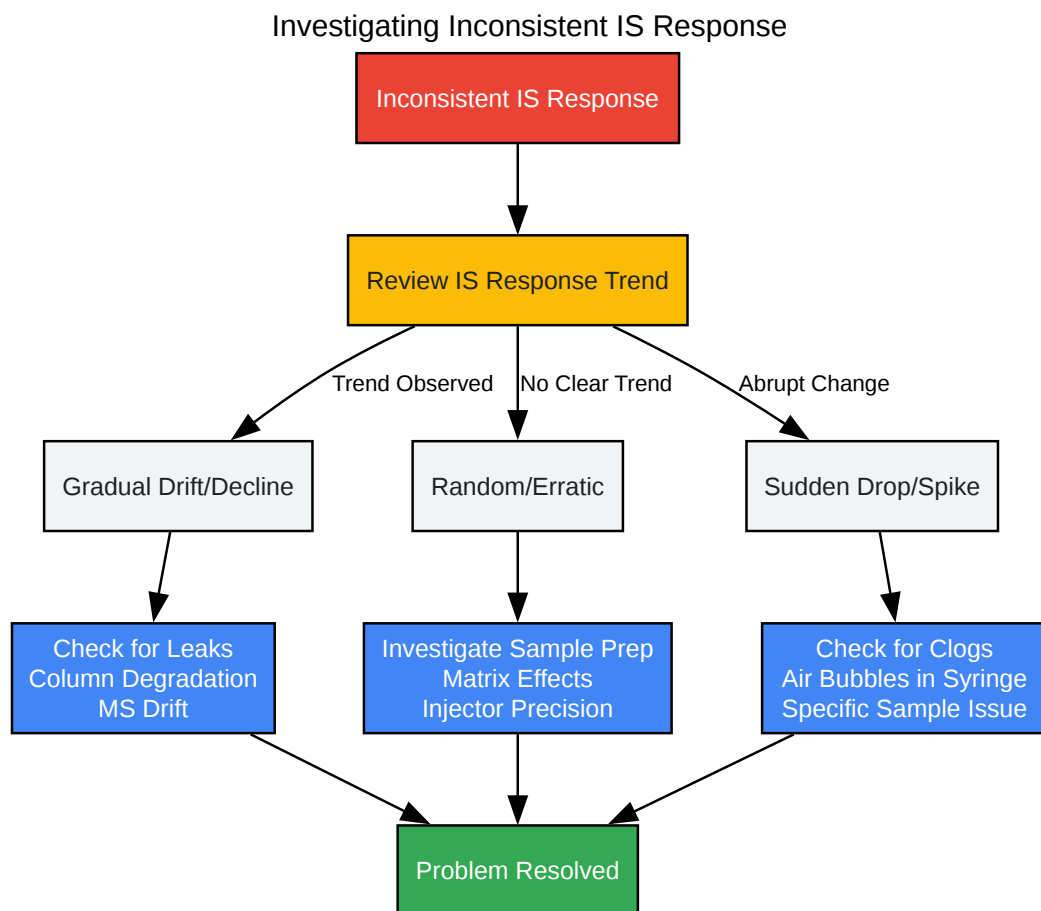 Investigating Inconsistent IS Response
Inconsistent IS Response
Review IS Response Trend
Trend Observed
No Clear Trend
Abrupt Change
Gradual Drift/Decline
Random/Erratic
Sudden Drop/Spike
Check for Leaks
Column Degradation
MS Drift
Investigate Sample Prep
Matrix Effects
Injector Precision
Check for Clogs
Air Bubbles in Syringe
Specific Sample Issue
Problem Resolved